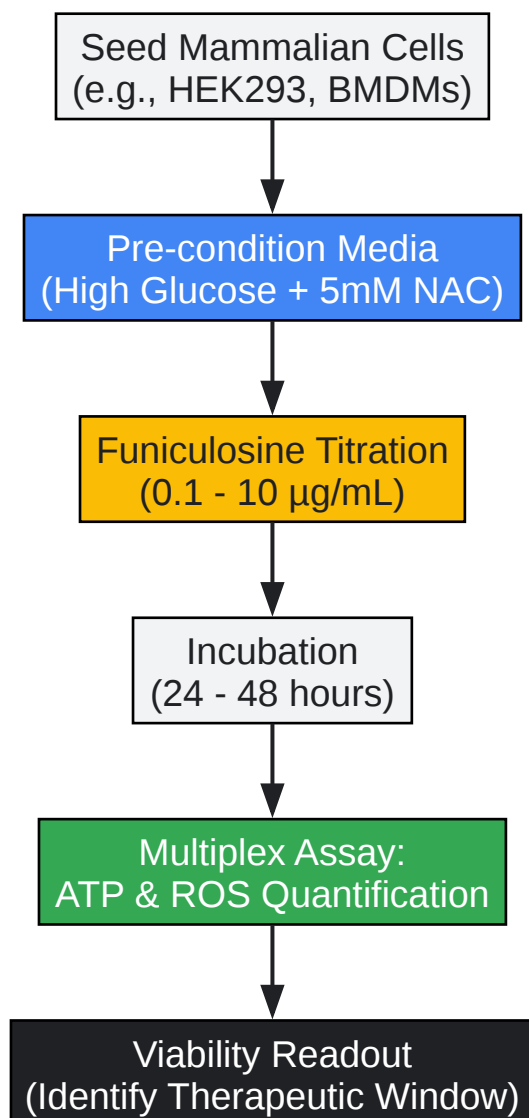 Seed Mammalian Cells
(e.g., HEK293, BMDMs)
Pre-condition Media
(High Glucose + 5mM NAC)
Funiculosine Titration
(0.1 - 10 µg/mL)
Incubation
(24 - 48 hours)
Multiplex Assay:
ATP & ROS Quantification
Viability Readout
(Identify Therapeutic Window)